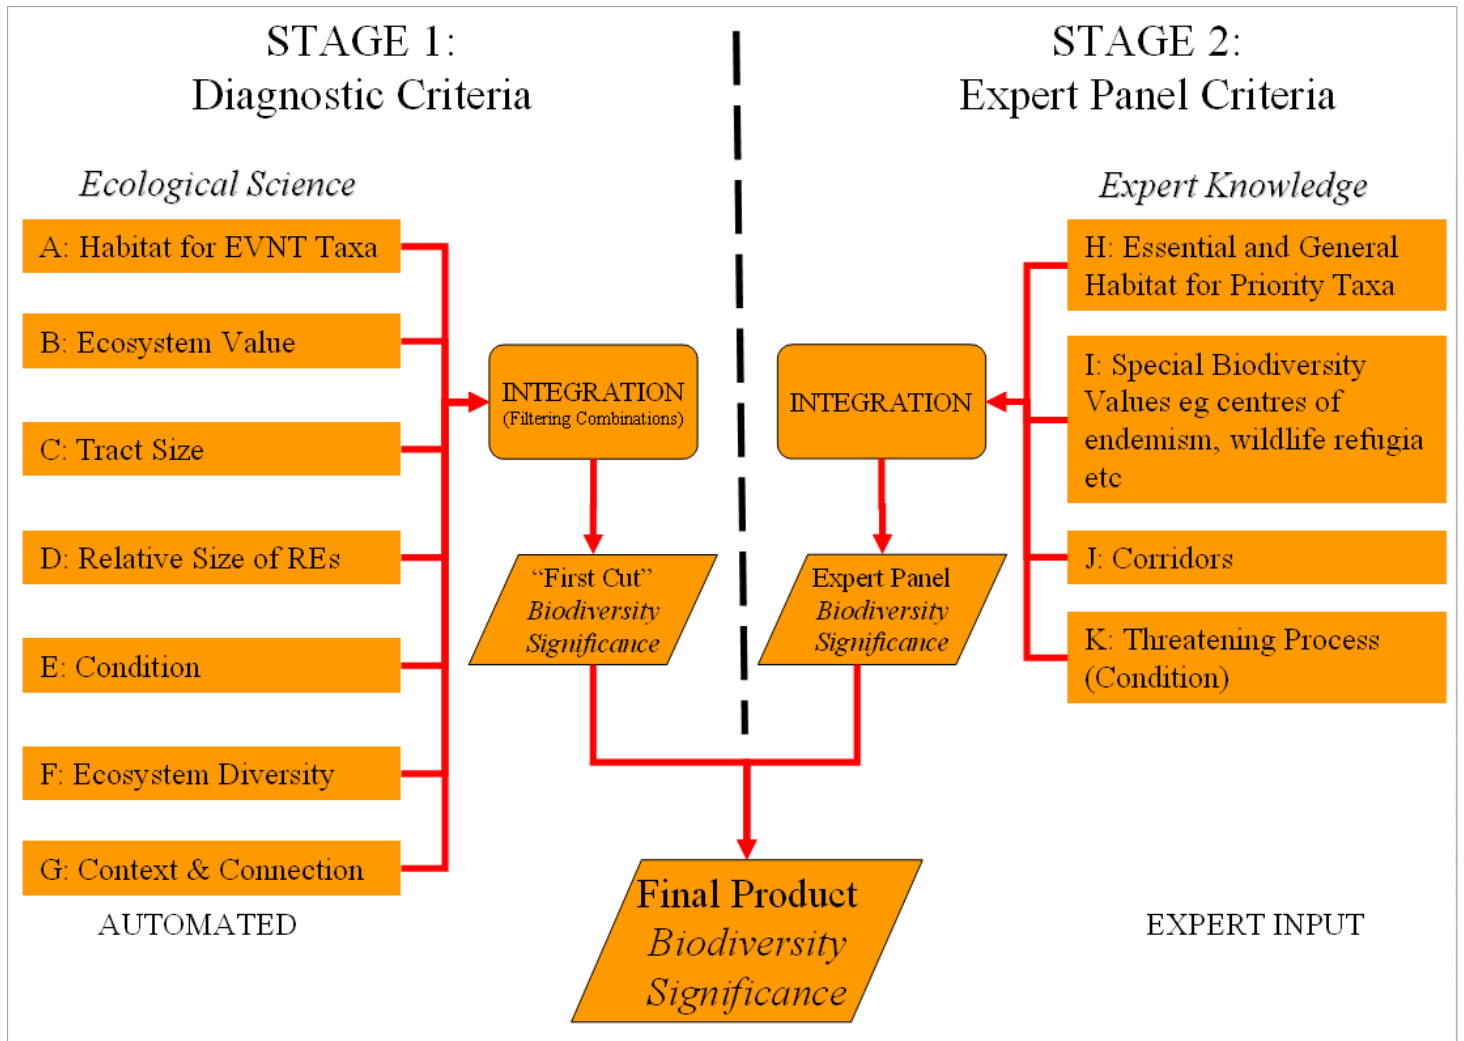 STAGE 1:
Diagnostic Criteria
Ecological Science
A: Habitat for EVNT Taxa
B: Ecosystem Value
C: Tract Size
D: Relative Size of REs
E: Condition
F: Ecosystem Diversity
G: Context & Connection
AUTOMATED
INTEGRATION
(Filtering Combinations)
“First Cut”
Biodiversity
Significance
STAGE 2:
Expert Panel Criteria
Expert Knowledge
H: Essential and General
Habitat for Priority Taxa
I: Special Biodiversity
Values eg centres of
endemism, wildlife refugia
etc
J: Corridors
K: Threatening Process
(Condition)
EXPERT INPUT
INTEGRATION
Expert Panel
Biodiversity
Significance
Final Product
Biodiversity
Significance